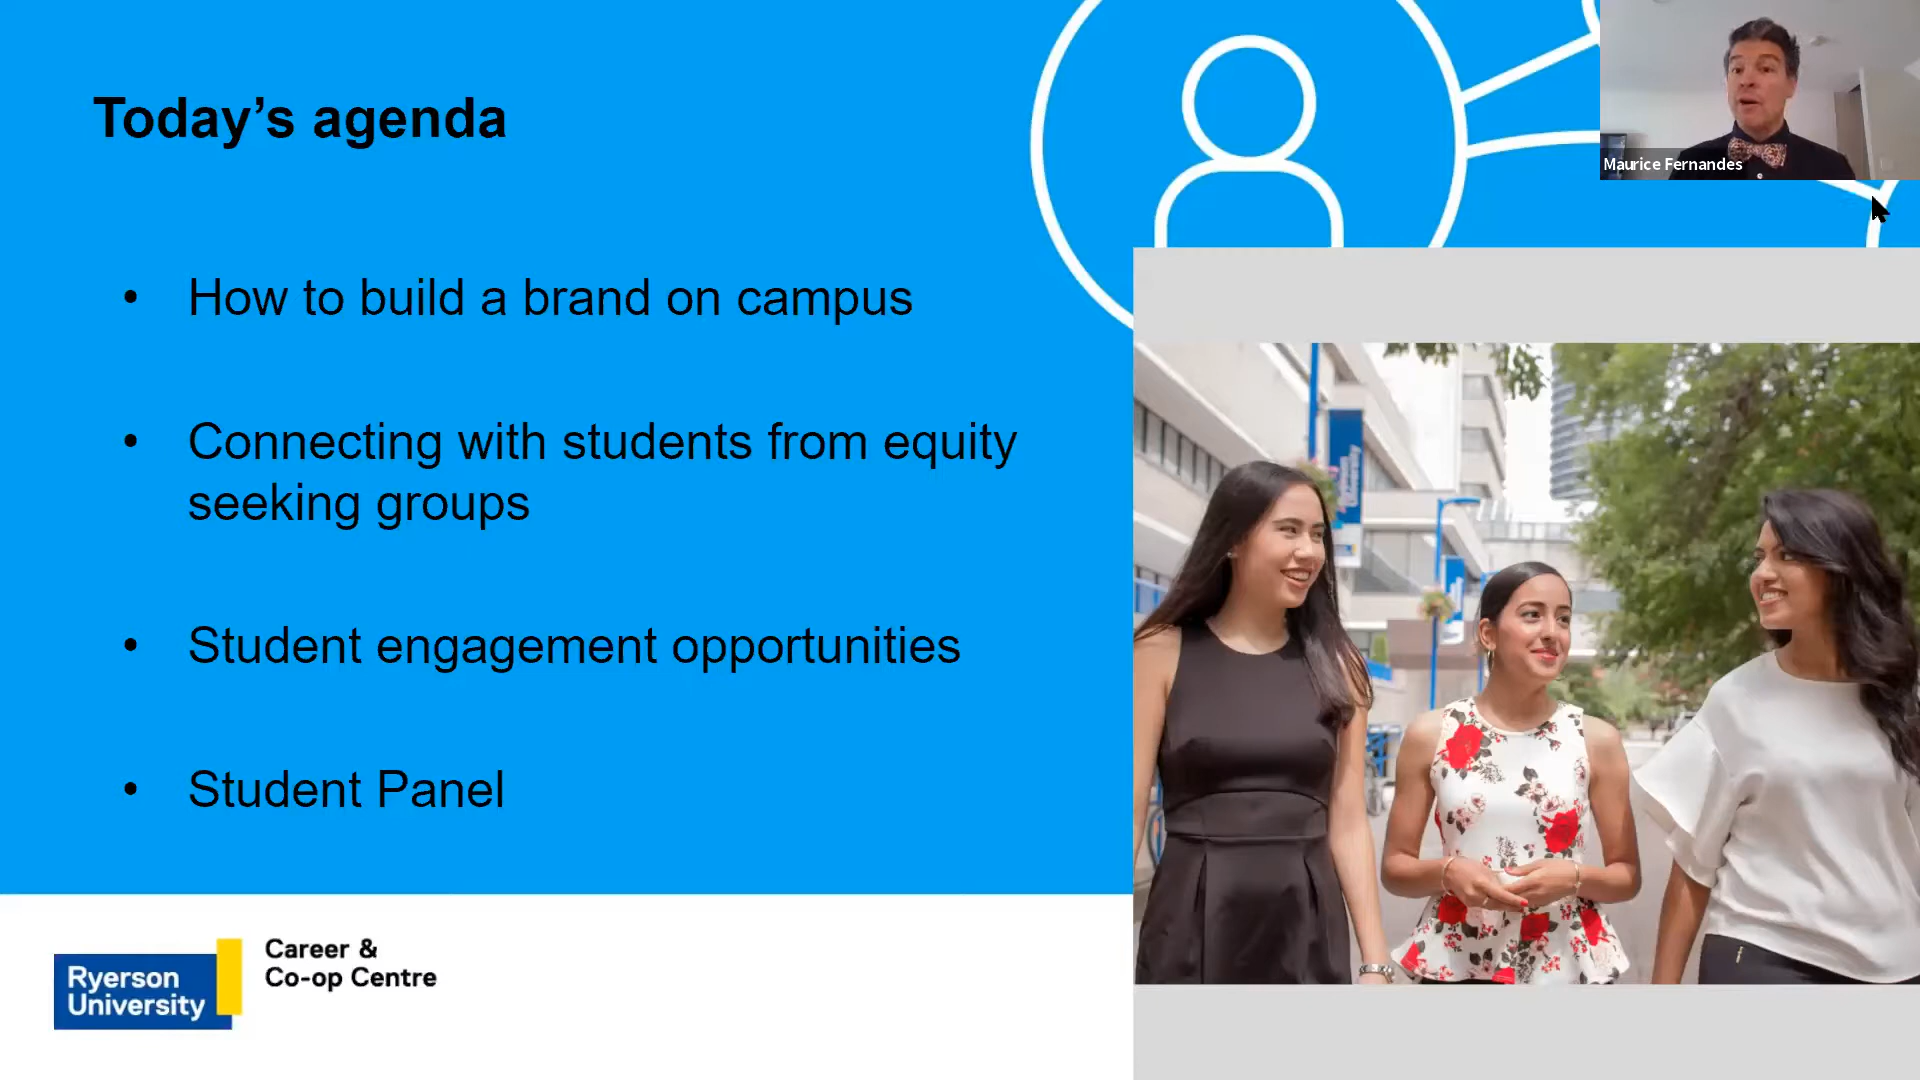 Today’s agenda
Maurice Fernandes
• How to build a brand on campus
• Connecting with students from equity
seeking groups
• Student engagement opportunities
• Student Panel
Ryerson
University
Career &
Co-op Centre